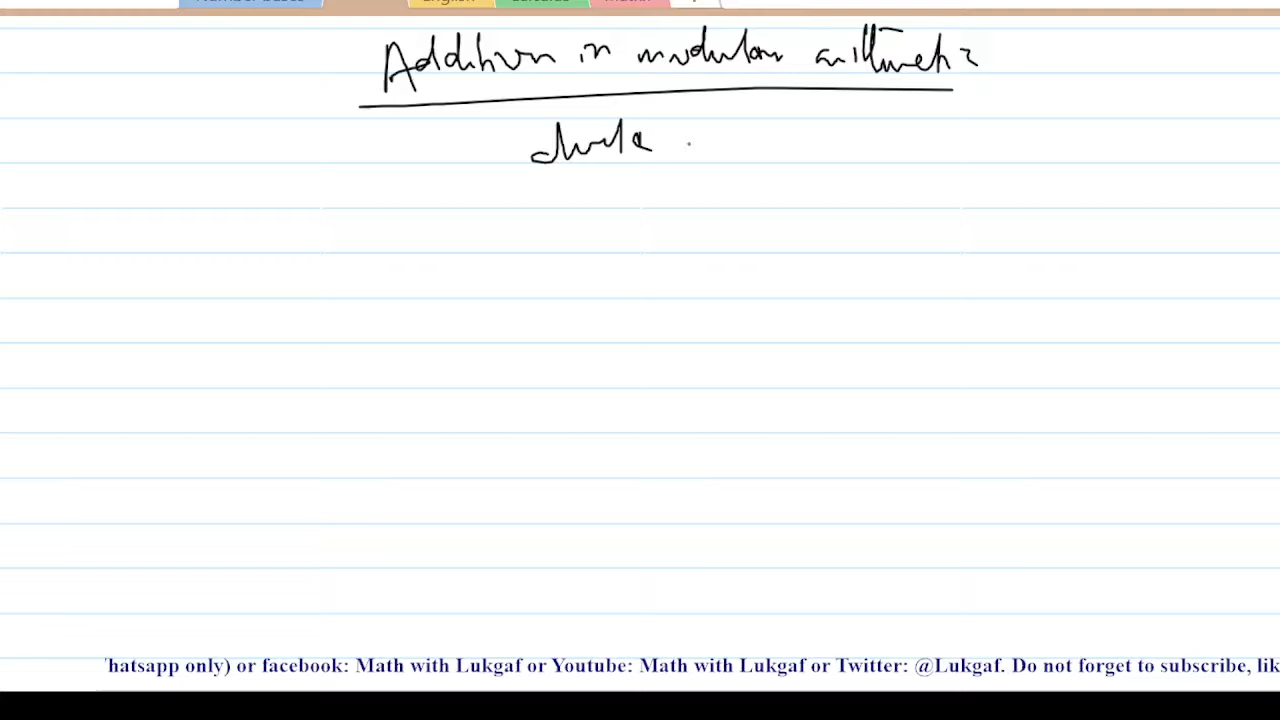 English
Addition in modular arithmetic
hatsapp only) or facebook: Math with Lukgaf or Youtube: Math with Lukgaf or Twitter: @Lukgaf. Do not forget to subscribe, lik